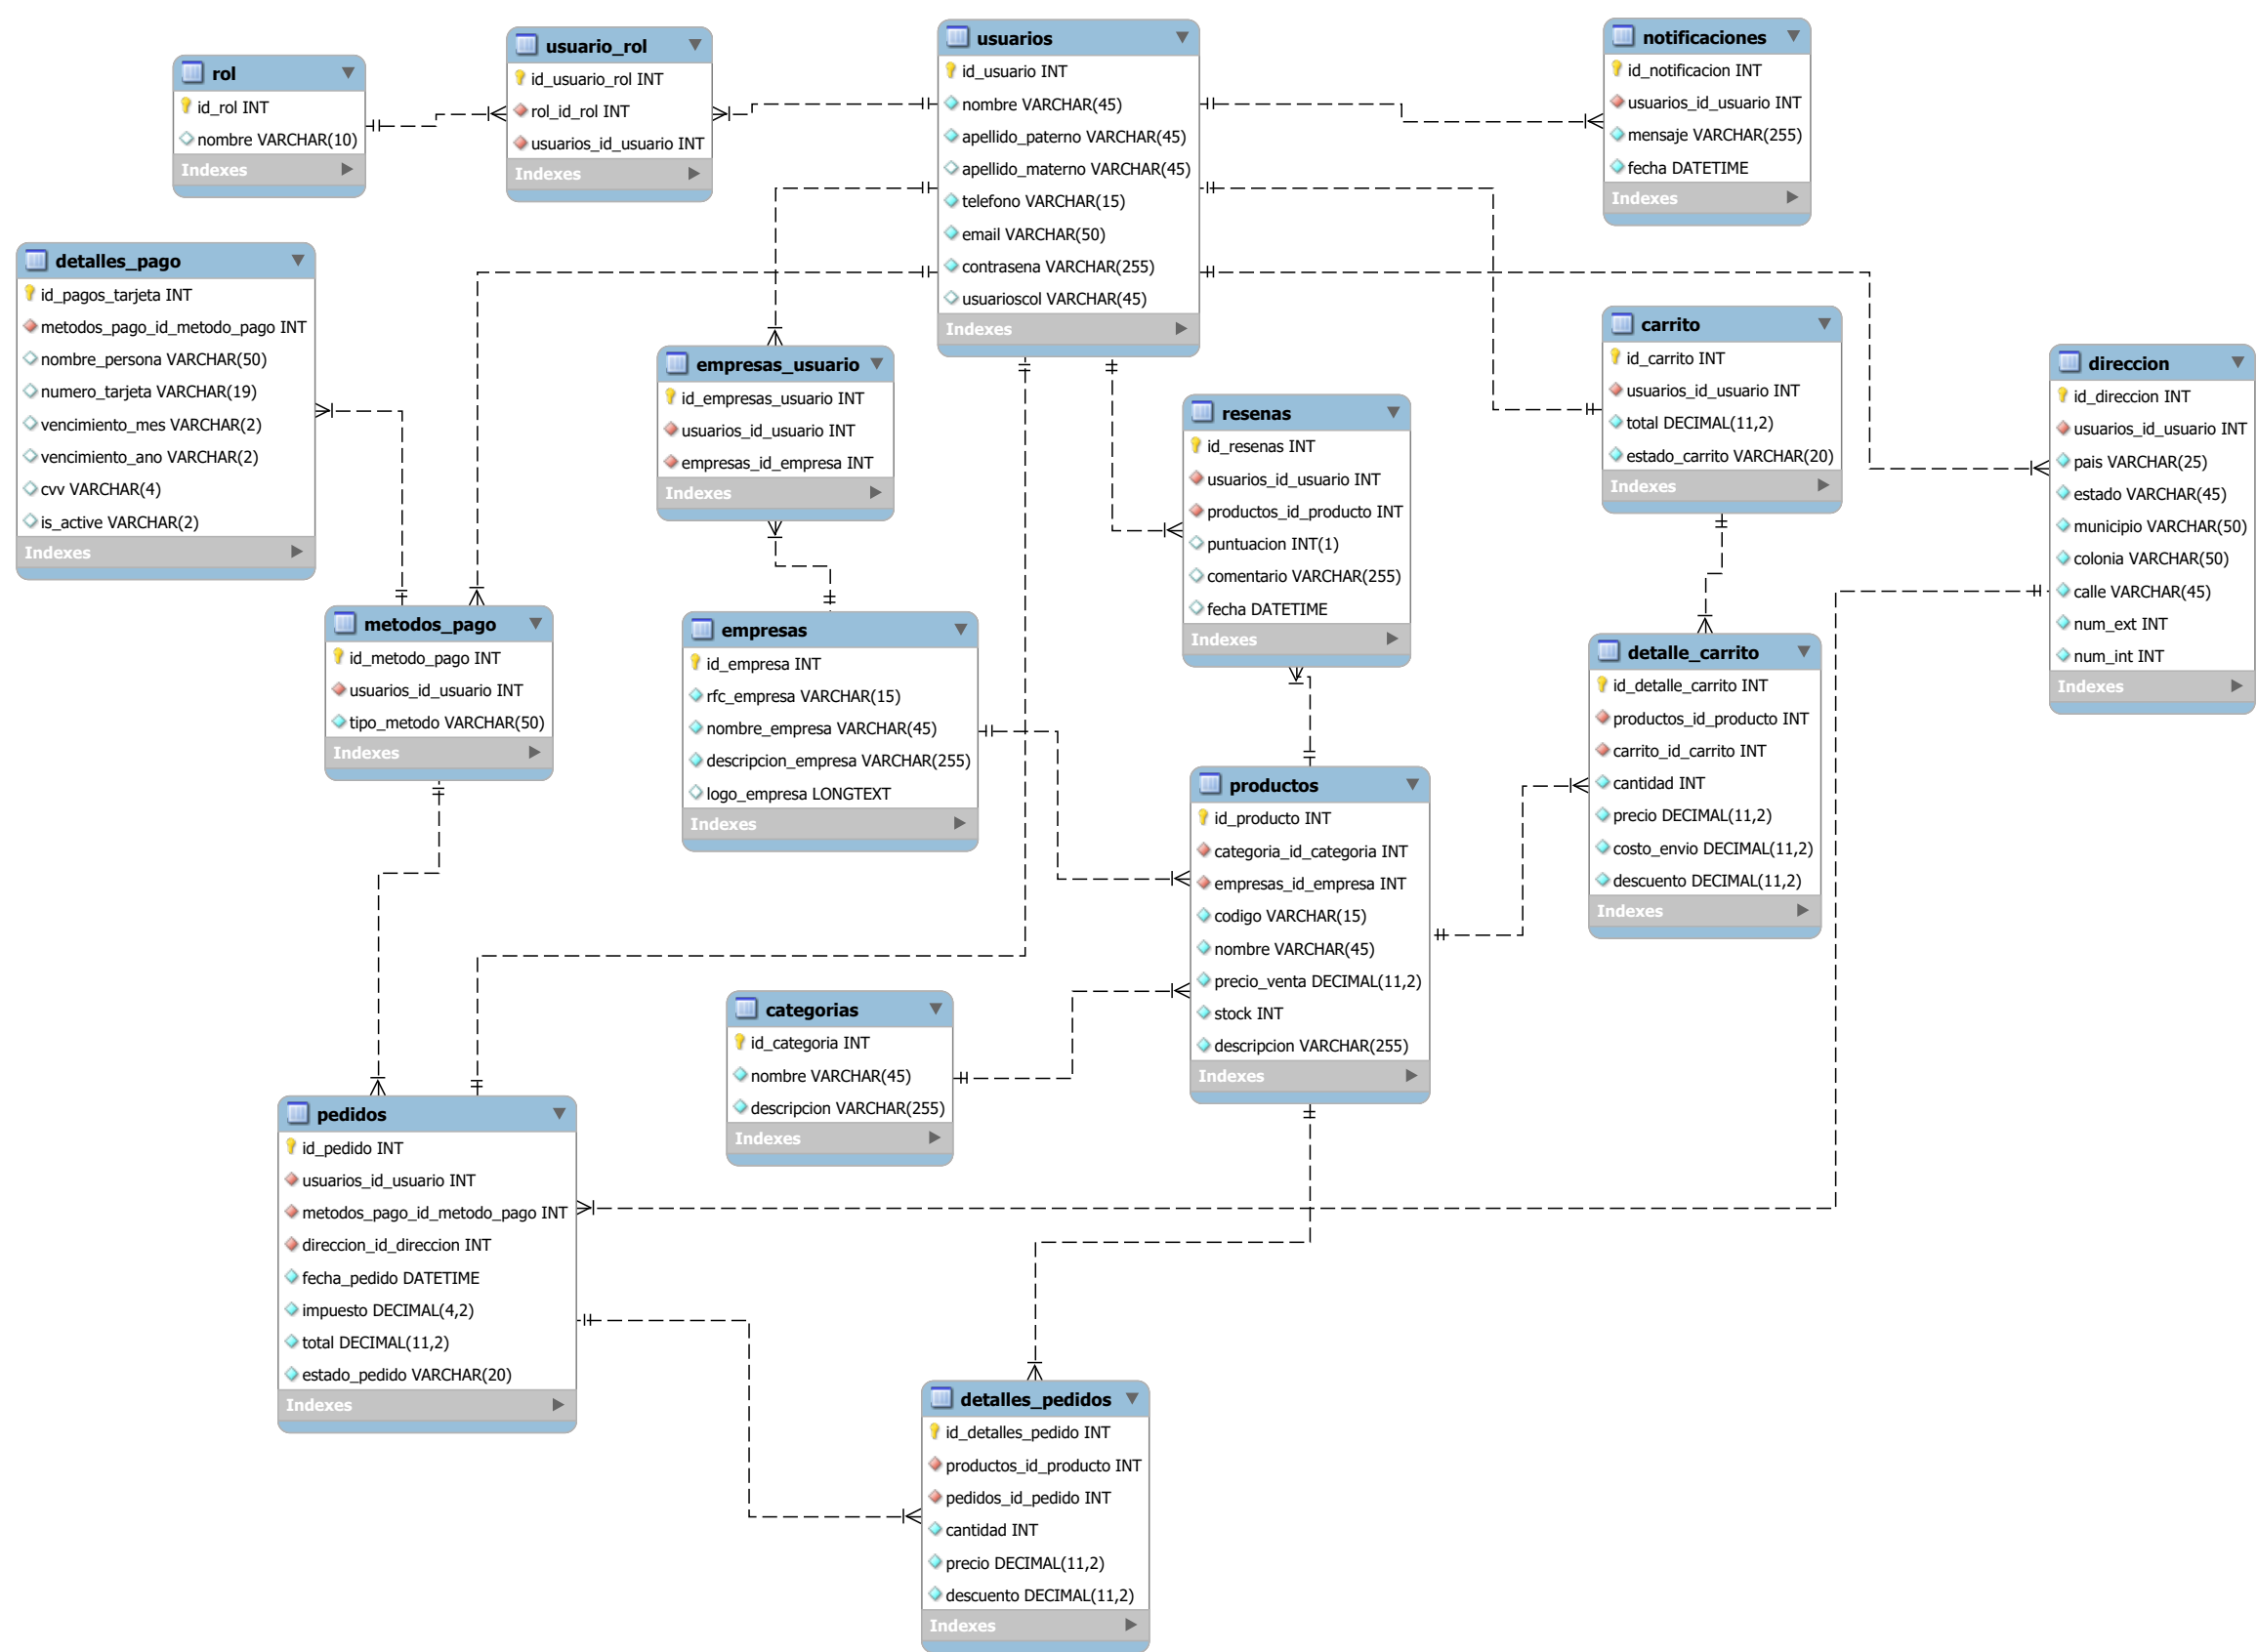 rol
id_rol INT
nombre VARCHAR(10)
Indexes
usuario_rol
id_usuario_rol INT
rol_id_rol INT
usuarios_id_usuario INT
Indexes
usuarios
id_usuario INT
nombre VARCHAR(45)
apellido_paterno VARCHAR(45)
apellido_materno VARCHAR(45)
telefono VARCHAR(15)
email VARCHAR(50)
contrasena VARCHAR(255)
usuarioscol VARCHAR(45)
Indexes
notificaciones
id_notificacion INT
usuarios_id_usuario INT
mensaje VARCHAR(255)
fecha DATETIME
Indexes
detalles_pago
id_pagos_tarjeta INT
metodos_pago_id_metodo_pago INT
nombre_persona VARCHAR(50)
numero_tarjeta VARCHAR(19)
vencimiento_mes VARCHAR(2)
vencimiento_ano VARCHAR(2)
cvv VARCHAR(4)
is_active VARCHAR(2)
Indexes
empresas_usuario
id_empresas_usuario INT
usuarios_id_usuario INT
empresas_id_empresa INT
Indexes
resenas
id_resenas INT
usuarios_id_usuario INT
productos_id_producto INT
puntuacion INT(1)
comentario VARCHAR(255)
fecha DATETIME
Indexes
carrito
id_carrito INT
usuarios_id_usuario INT
total DECIMAL(11,2)
estado_carrito VARCHAR(20)
Indexes
direccion
id_direccion INT
usuarios_id_usuario INT
pais VARCHAR(25)
estado VARCHAR(45)
municipio VARCHAR(50)
colonia VARCHAR(50)
calle VARCHAR(45)
num_ext INT
num_int INT
Indexes
metodos_pago
id_metodo_pago INT
usuarios_id_usuario INT
tipo_metodo VARCHAR(50)
Indexes
empresas
id_empresa INT
rfc_empresa VARCHAR(15)
nombre_empresa VARCHAR(45)
descripcion_empresa VARCHAR(255)
logo_empresa LONGTEXT
Indexes
detalle_carrito
id_detalle_carrito INT
productos_id_producto INT
carrito_id_carrito INT
cantidad INT
precio DECIMAL(11,2)
costo_envio DECIMAL(11,2)
descuento DECIMAL(11,2)
Indexes
productos
id_producto INT
categoria_id_categoria INT
empresas_id_empresa INT
codigo VARCHAR(15)
nombre VARCHAR(45)
precio_venta DECIMAL(11,2)
stock INT
descripcion VARCHAR(255)
Indexes
categorias
id_categoria INT
nombre VARCHAR(45)
descripcion VARCHAR(255)
Indexes
pedidos
id_pedido INT
usuarios_id_usuario INT
metodos_pago_id_metodo_pago INT
direccion_id_direccion INT
fecha_pedido DATETIME
impuesto DECIMAL(4,2)
total DECIMAL(11,2)
estado_pedido VARCHAR(20)
Indexes
detalles_pedidos
id_detalles_pedido INT
productos_id_producto INT
pedidos_id_pedido INT
cantidad INT
precio DECIMAL(11,2)
descuento DECIMAL(11,2)
Indexes